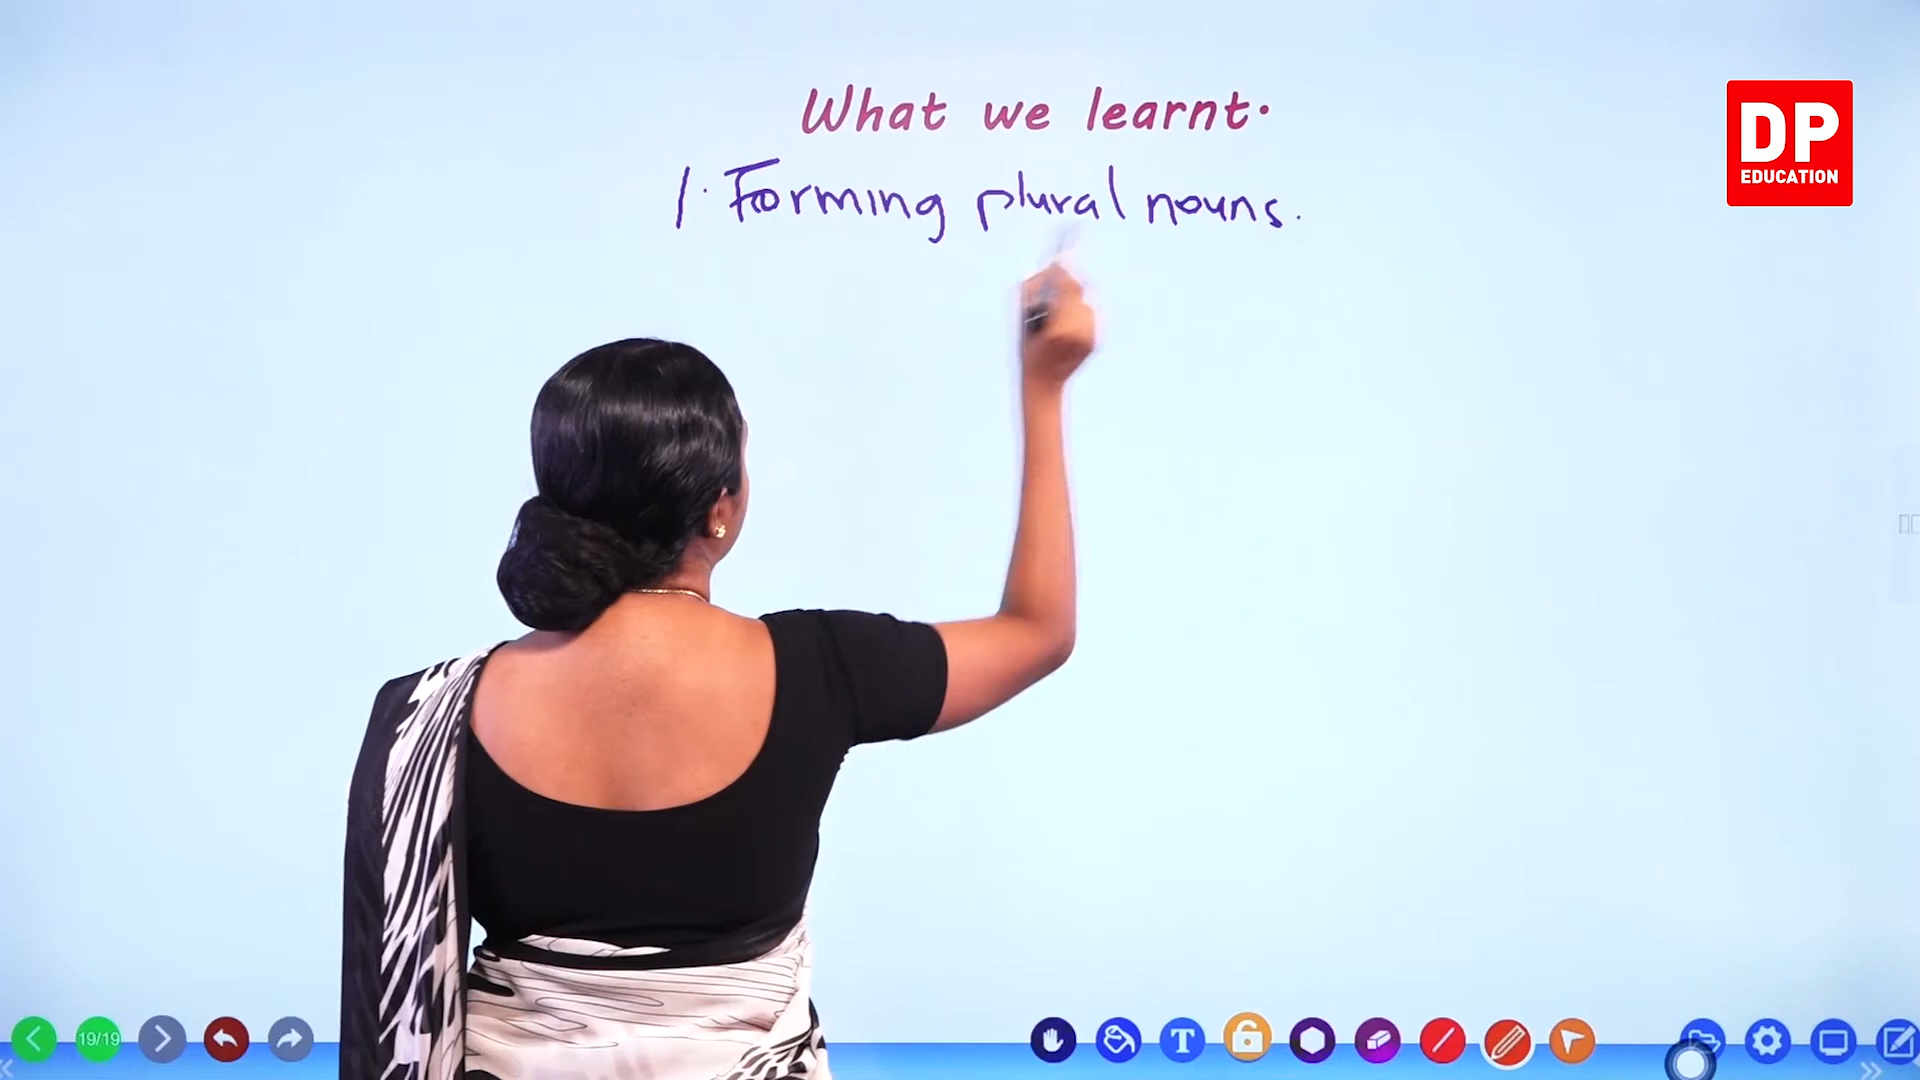 What we learnt.
1. Forming plural nouns.
DP
EDUCATION
19/19
T